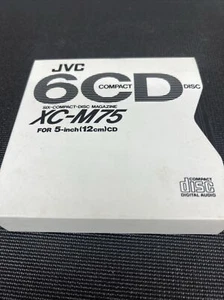 JVC
6CD COMPACT DISC
SIX-COMPACT-DISC MAGAZINE
XC-M75
FOR 5-inch(12cm)CD
COMPACT
disc
DIGITAL AUDIO